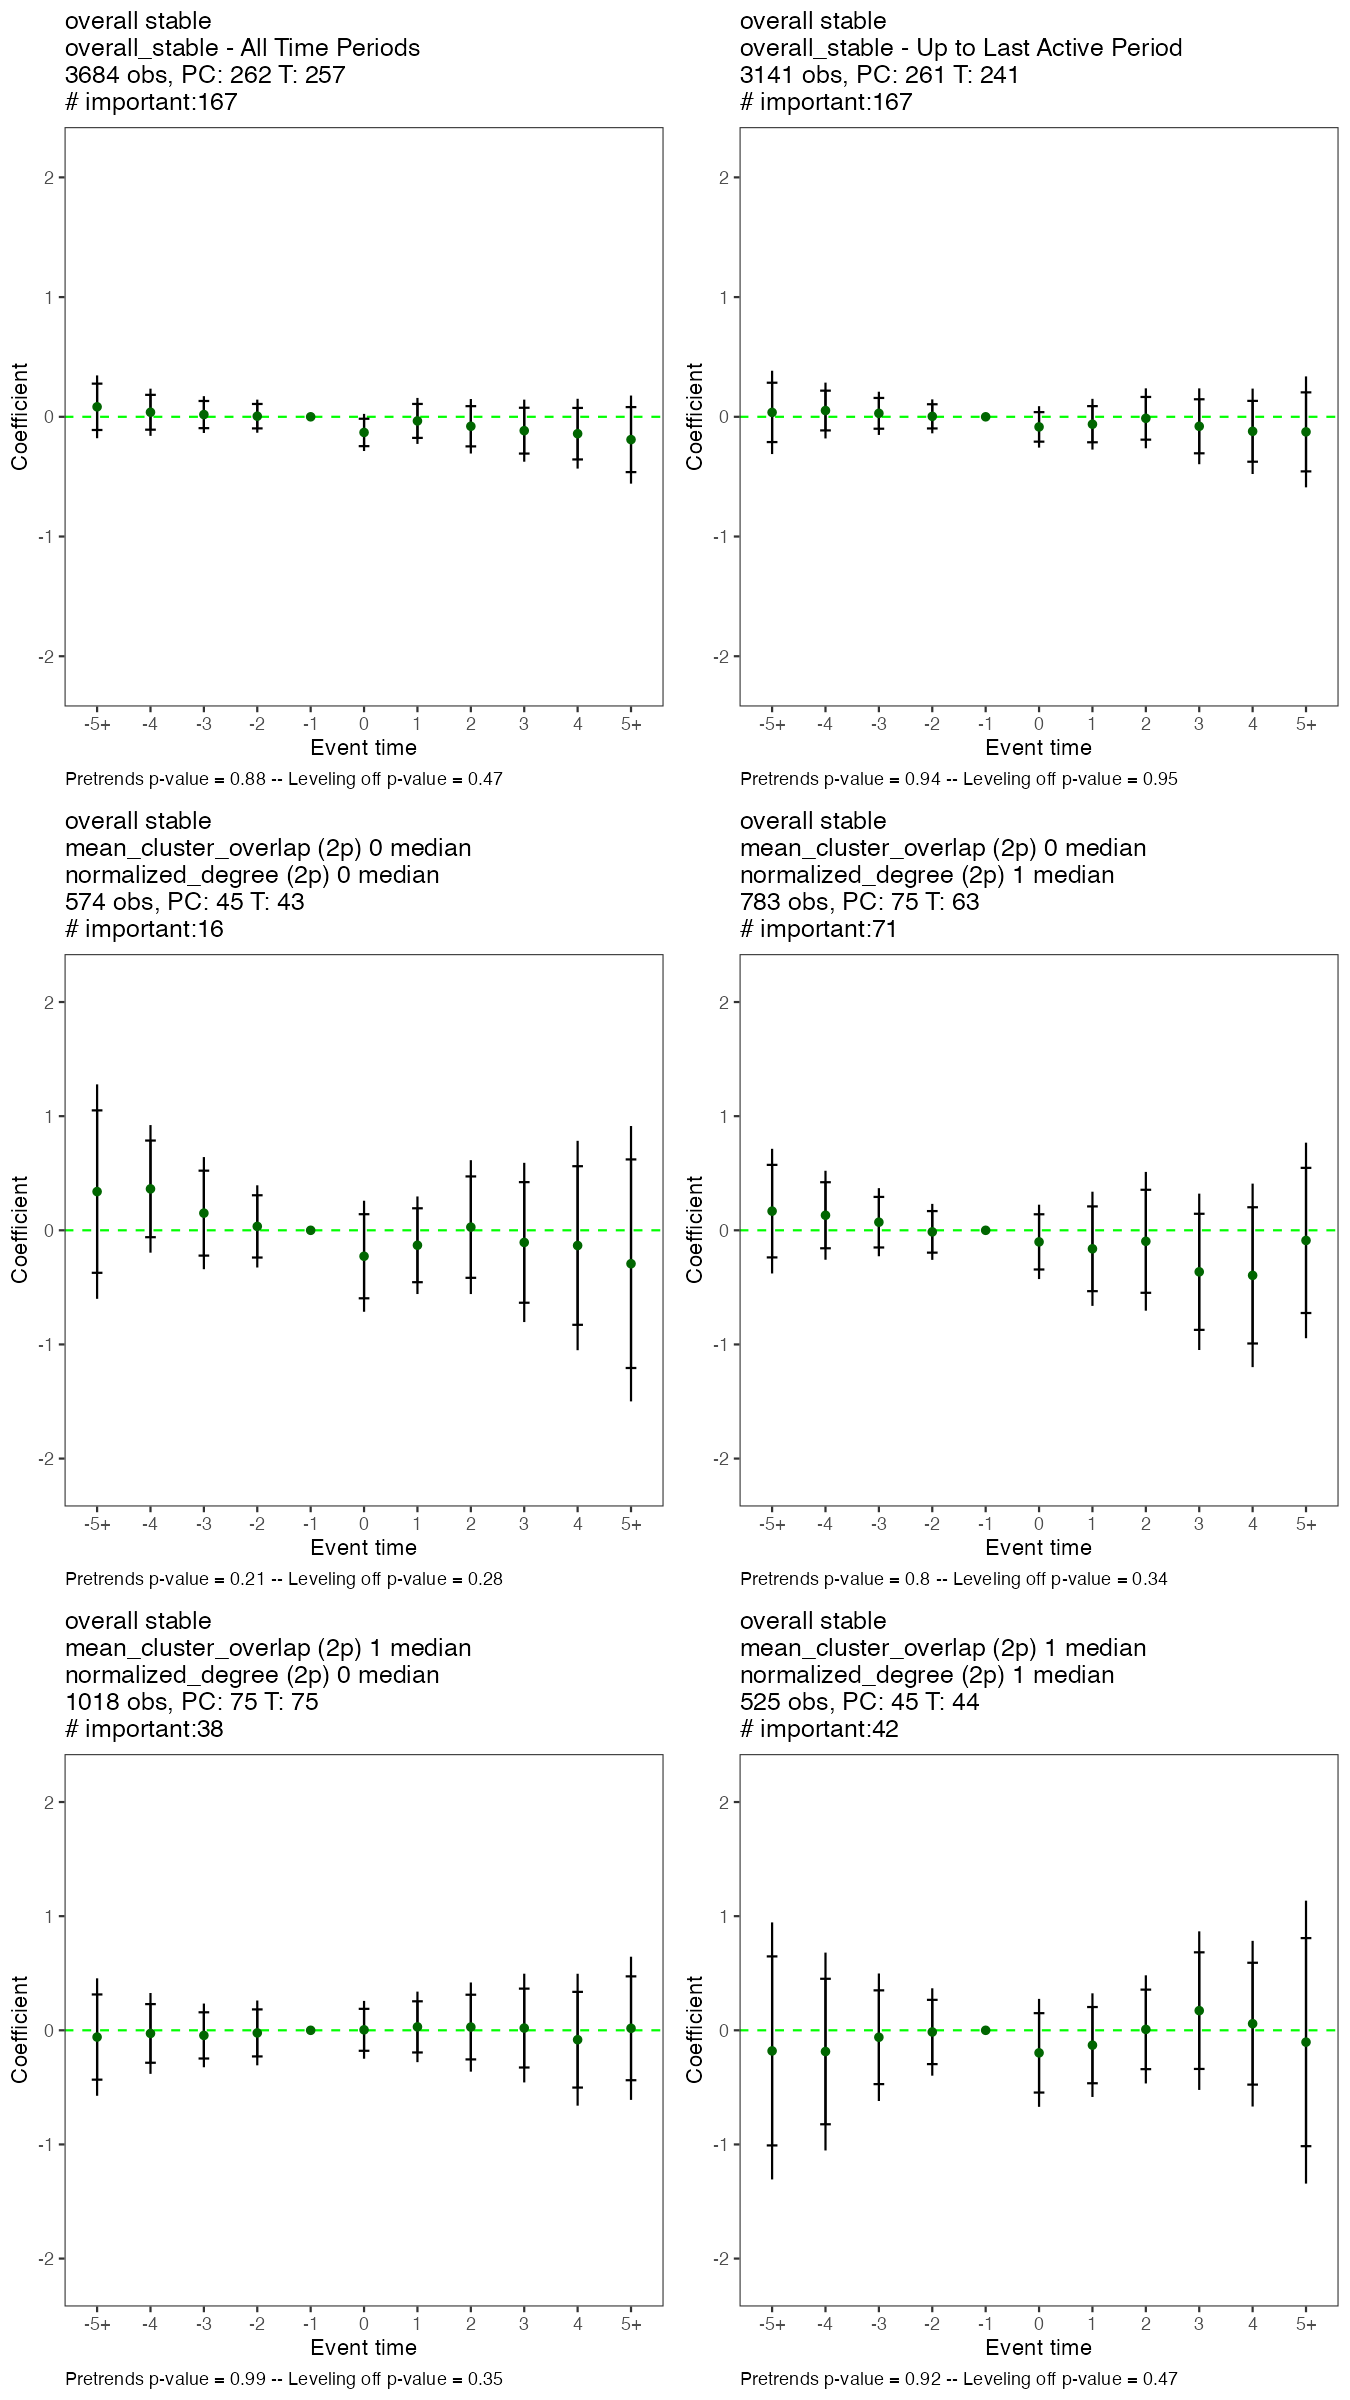 overall stable
overall_stable - All Time Periods
3684 obs, PC: 262 T: 257
# important:167
2
1
0
-1
-2
Coefficient
-5+ -4 -3 -2 -1 0 1 2 3 4 5+
Event time
Pretrends p-value = 0.88 -- Leveling off p-value = 0.47
overall stable
overall_stable - Up to Last Active Period
3141 obs, PC: 261 T: 241
# important:167
2
1
0
-1
-2
Coefficient
-5+ -4 -3 -2 -1 0 1 2 3 4 5+
Event time
Pretrends p-value = 0.94 -- Leveling off p-value = 0.95
overall stable
mean_cluster_overlap (2p) 0 median
normalized_degree (2p) 0 median
574 obs, PC: 45 T: 43
# important:16
2
1
0
-1
-2
Coefficient
-5+ -4 -3 -2 -1 0 1 2 3 4 5+
Event time
Pretrends p-value = 0.21 -- Leveling off p-value = 0.28
overall stable
mean_cluster_overlap (2p) 0 median
normalized_degree (2p) 1 median
783 obs, PC: 75 T: 63
# important:71
2
1
0
-1
-2
Coefficient
-5+ -4 -3 -2 -1 0 1 2 3 4 5+
Event time
Pretrends p-value = 0.8 -- Leveling off p-value = 0.34
overall stable
mean_cluster_overlap (2p) 1 median
normalized_degree (2p) 0 median
1018 obs, PC: 75 T: 75
# important:38
2
1
0
-1
-2
Coefficient
-5+ -4 -3 -2 -1 0 1 2 3 4 5+
Event time
Pretrends p-value = 0.99 -- Leveling off p-value = 0.35
overall stable
mean_cluster_overlap (2p) 1 median
normalized_degree (2p) 1 median
525 obs, PC: 45 T: 44
# important:42
2
1
0
-1
-2
Coefficient
-5+ -4 -3 -2 -1 0 1 2 3 4 5+
Event time
Pretrends p-value = 0.92 -- Leveling off p-value = 0.47